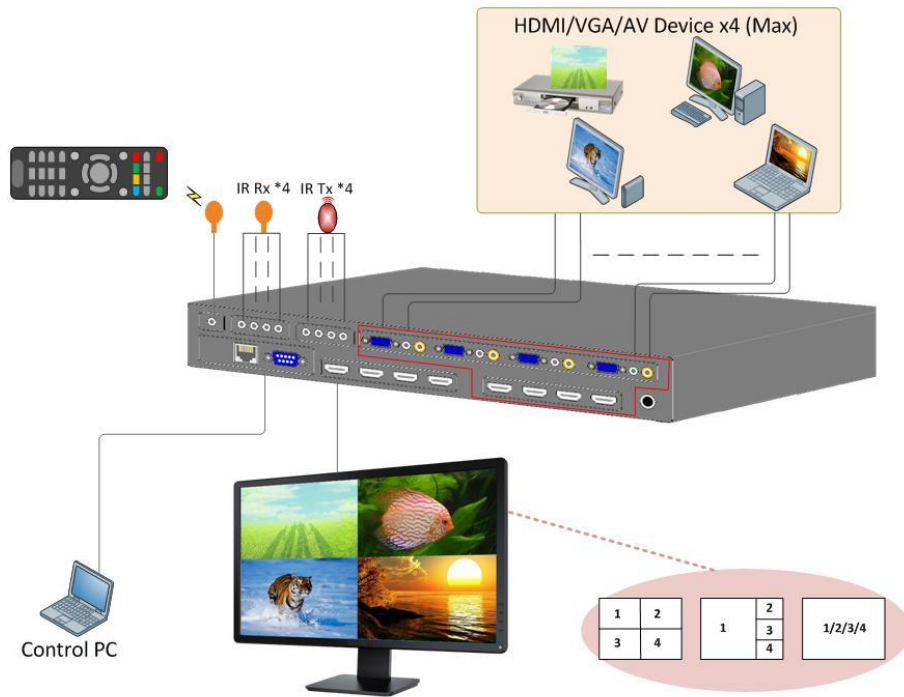 HDMI/VGA/AV Device x4 (Max)
IR Rx *4 IR Tx *4
Control PC
1 2
3 4
1 2
3
4
1/2/3/4